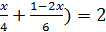 x/4 + (1−2x)/6) = 2